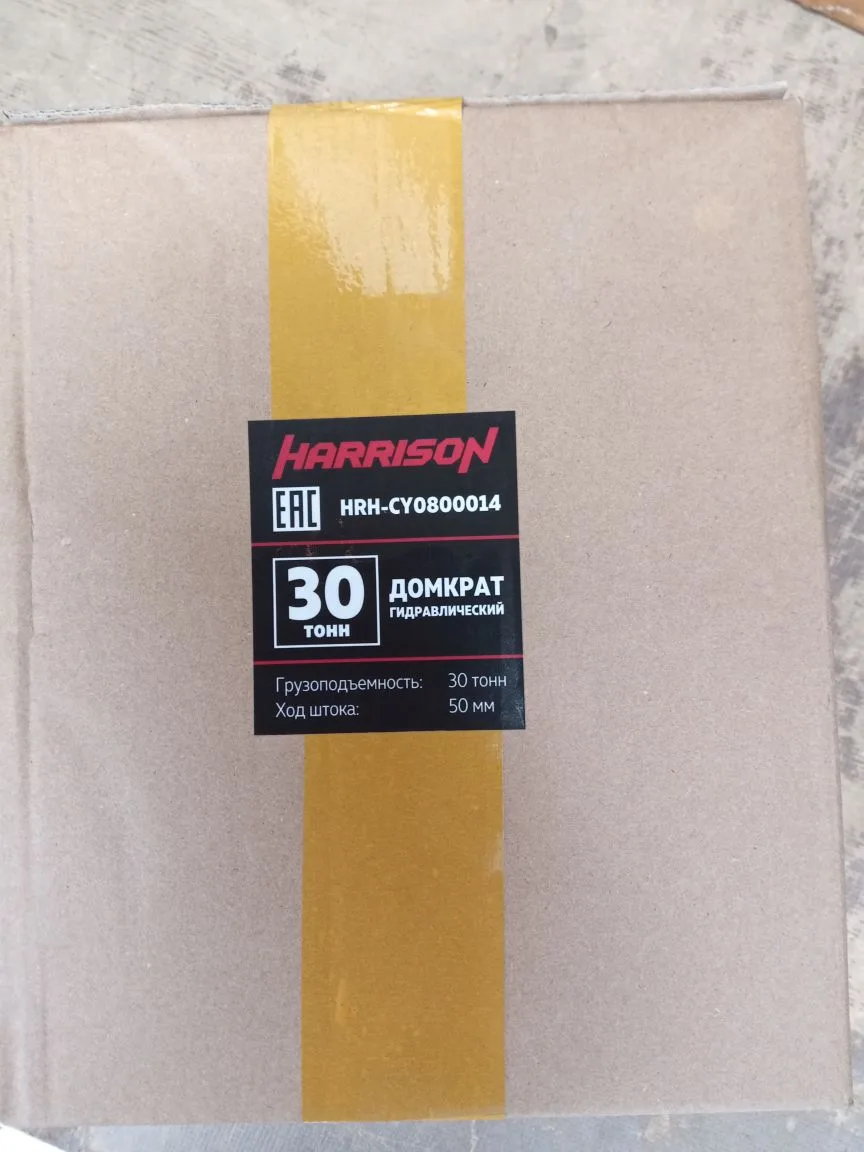 HARRISON
EAC HRH-CY0800014
30
ТОНН
ДОМКРАТ
ГИДРАВЛИЧЕСКИЙ
Грузоподъемность: 30 тонн
Ход штока: 50 мм